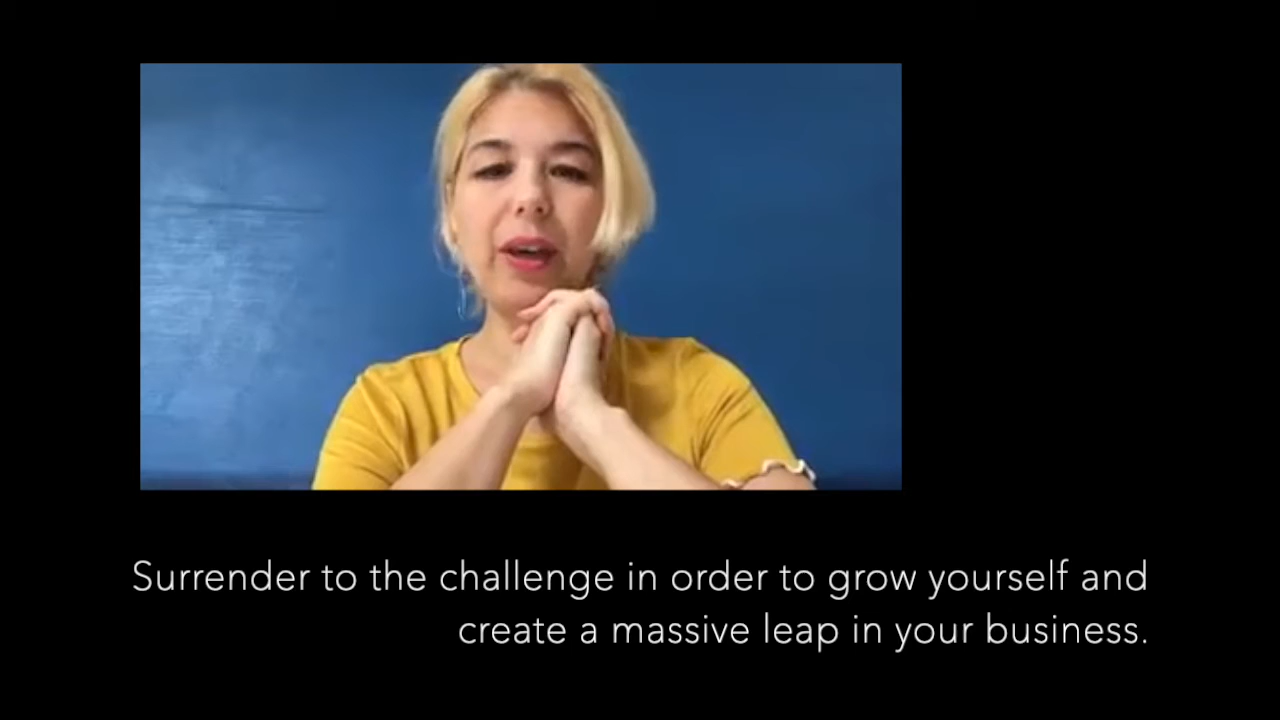 Surrender to the challenge in order to grow yourself and
create a massive leap in your business.